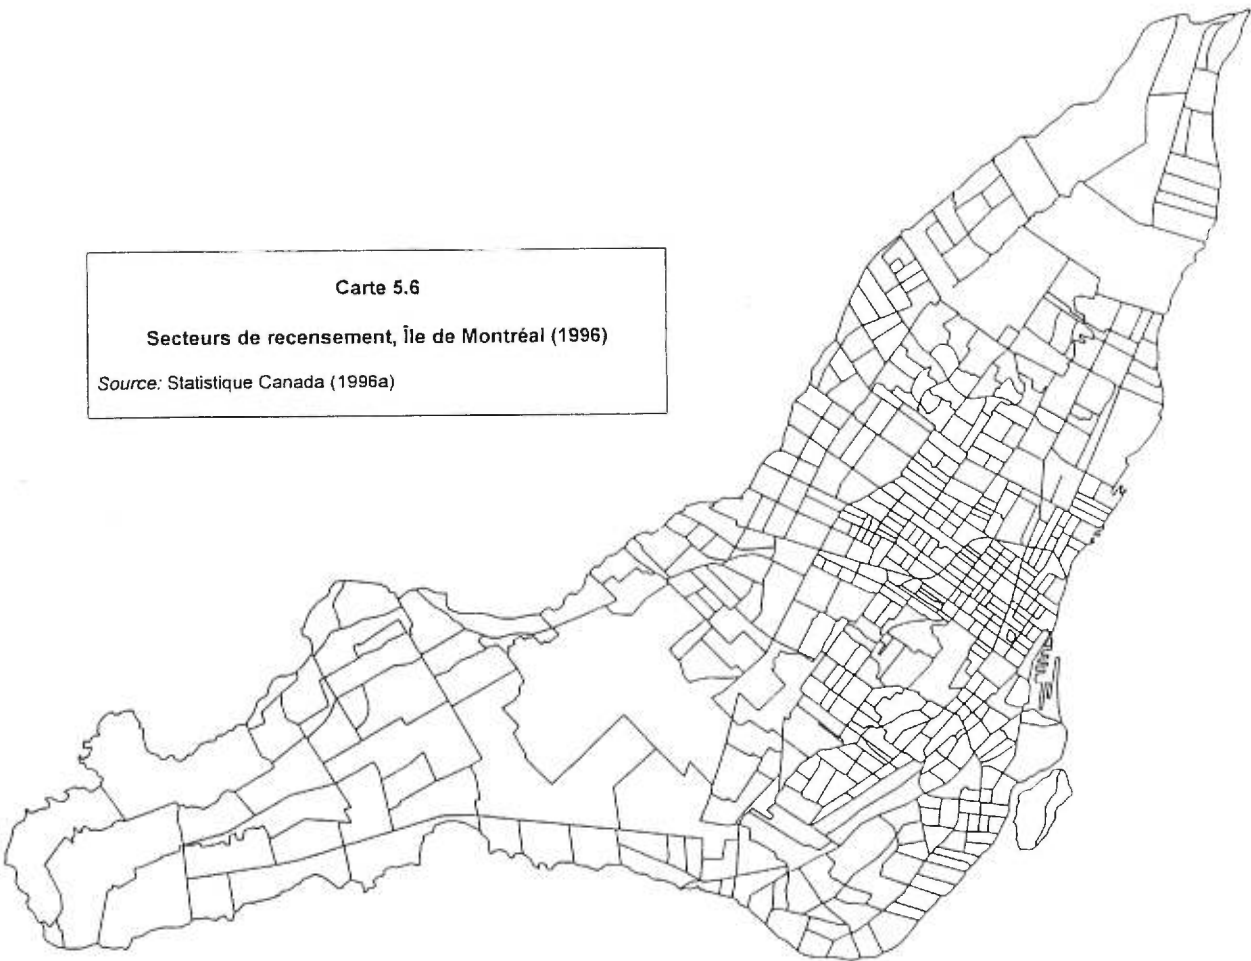 Carte 5.6
Secteurs de recensement, Île de Montréal (1996)
Source: Statistique Canada (1996a)